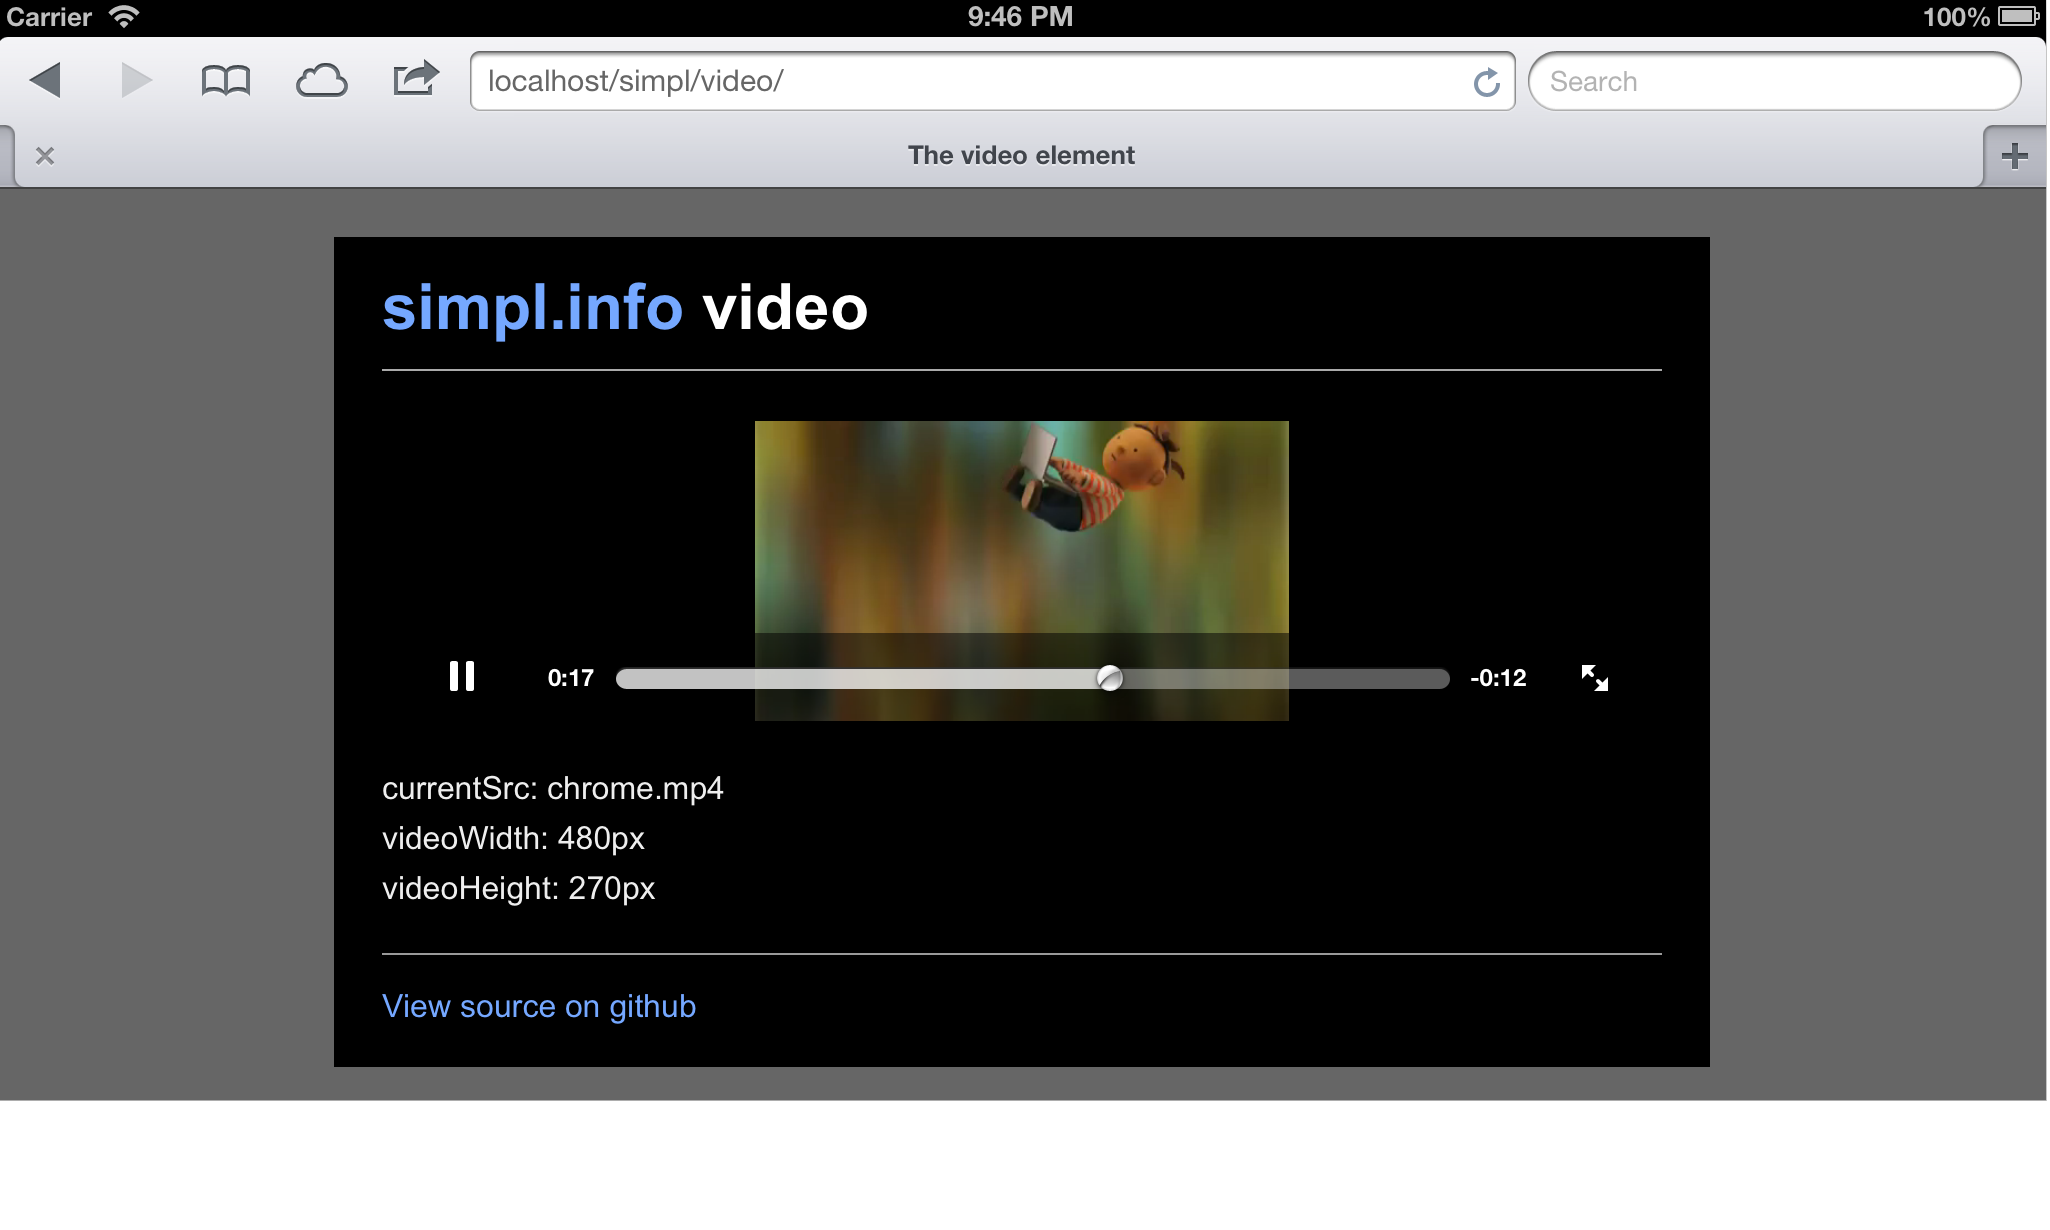 Carrier 9:46 PM 100%
localhost/simpl/video/ Search
The video element
simpl.info video
0:17 -0:12
currentSrc: chrome.mp4
videoWidth: 480px
videoHeight: 270px
View source on github